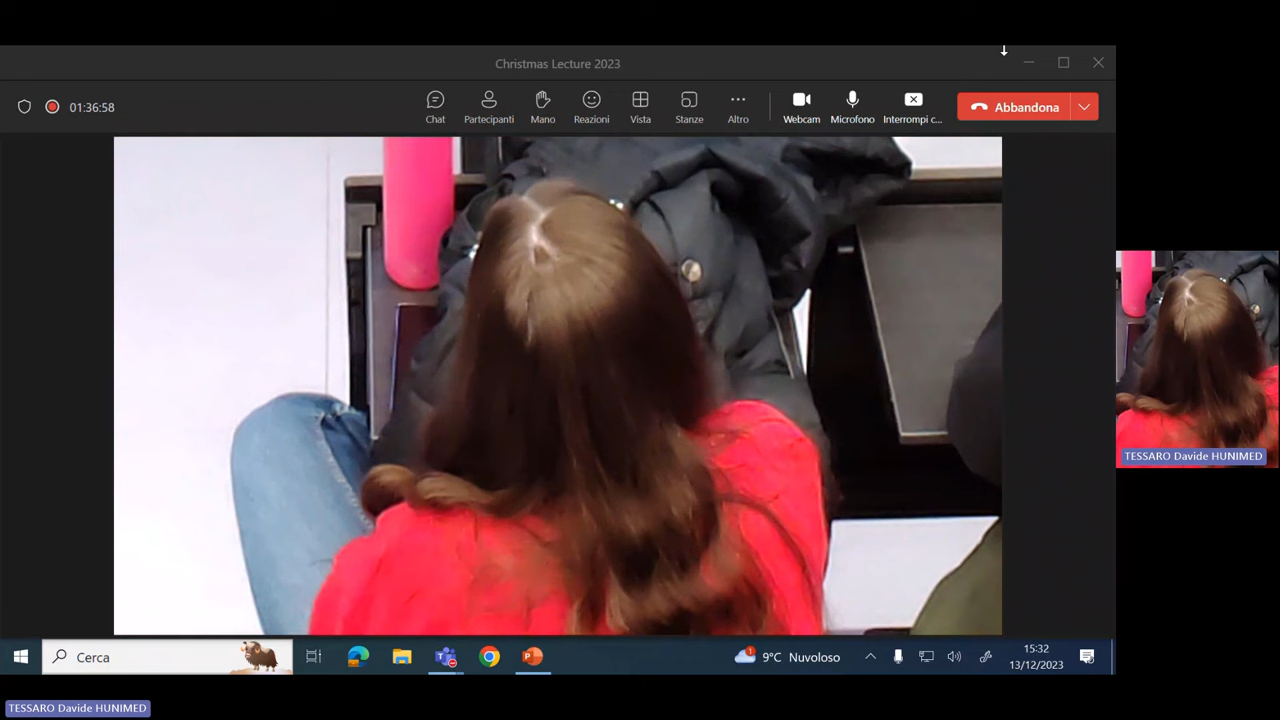 Christmas Lecture 2023
01:36:58
Chat
Partecipanti
Mano
Reazioni
Vista
Stanze
Altro
Webcam
Microfono
Interrompi c...
Abbandona
TESSARO Davide HUNIMED
Cerca
1
9°C Nuvoloso
15:32
13/12/2023
TESSARO Davide HUNIMED